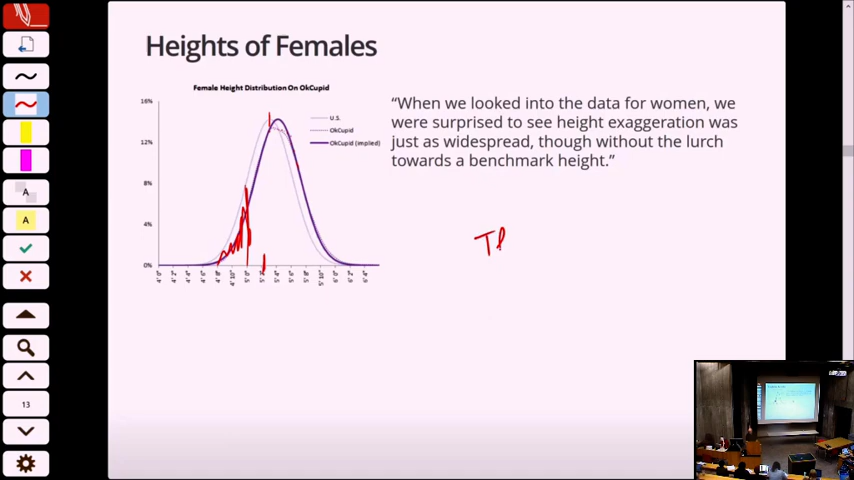 Heights of Females
Female Height Distribution On OkCupid
16%
12%
8%
4%
0%
U.S.
OkCupid
OkCupid (implied)
“When we looked into the data for women, we
were surprised to see height exaggeration was
just as widespread, though without the lurch
towards a benchmark height.”
A
A
13